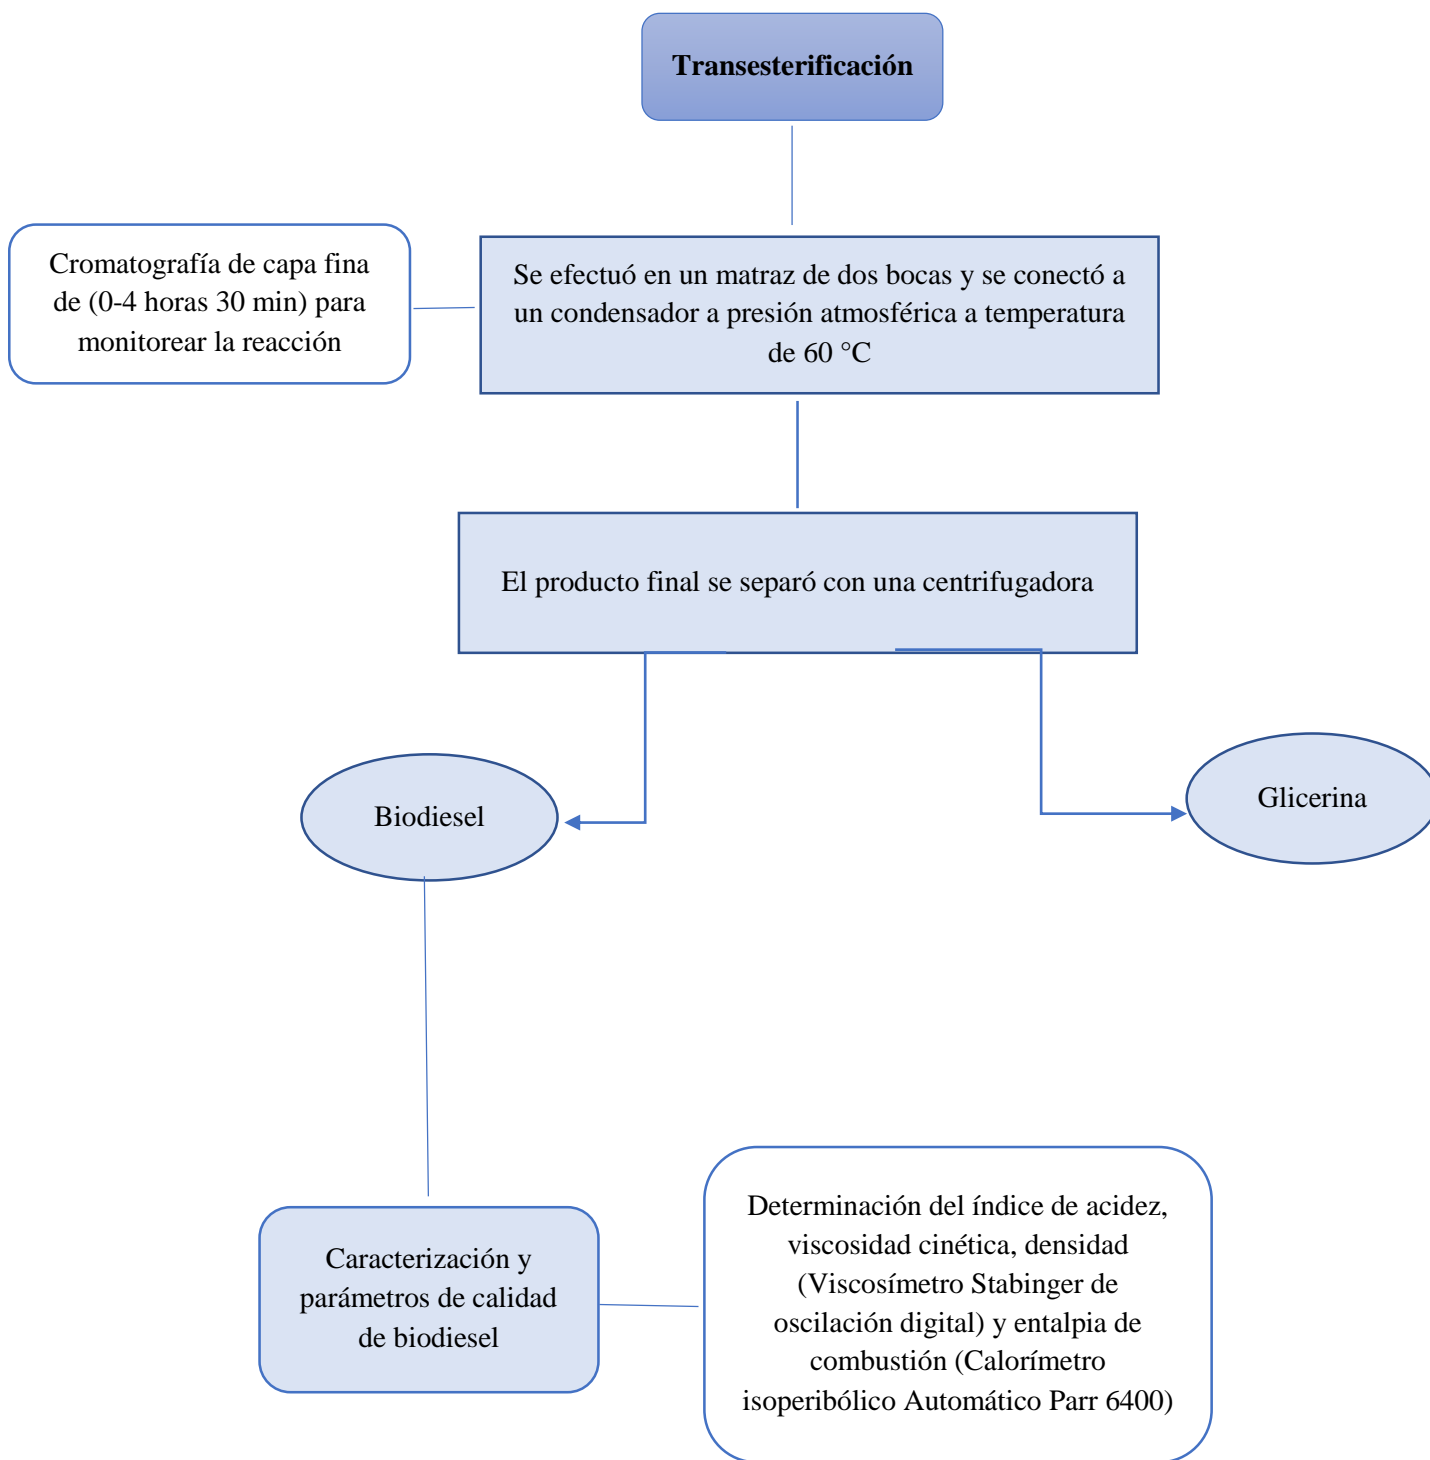 Transesterificación
Cromatografía de capa fina
de (0-4 horas 30 min) para
monitorear la reacción
Se efectuó en un matraz de dos bocas y se conectó a
un condensador a presión atmosférica a temperatura
de 60 °C
El producto final se separó con una centrifugadora
Biodiesel
Glicerina
Caracterización y
parámetros de calidad
de biodiesel
Determinación del índice de acidez,
viscosidad cinética, densidad
(Viscosímetro Stabinger de
oscilación digital) y entalpia de
combustión (Calorímetro
isoperibólico Automático Parr 6400)